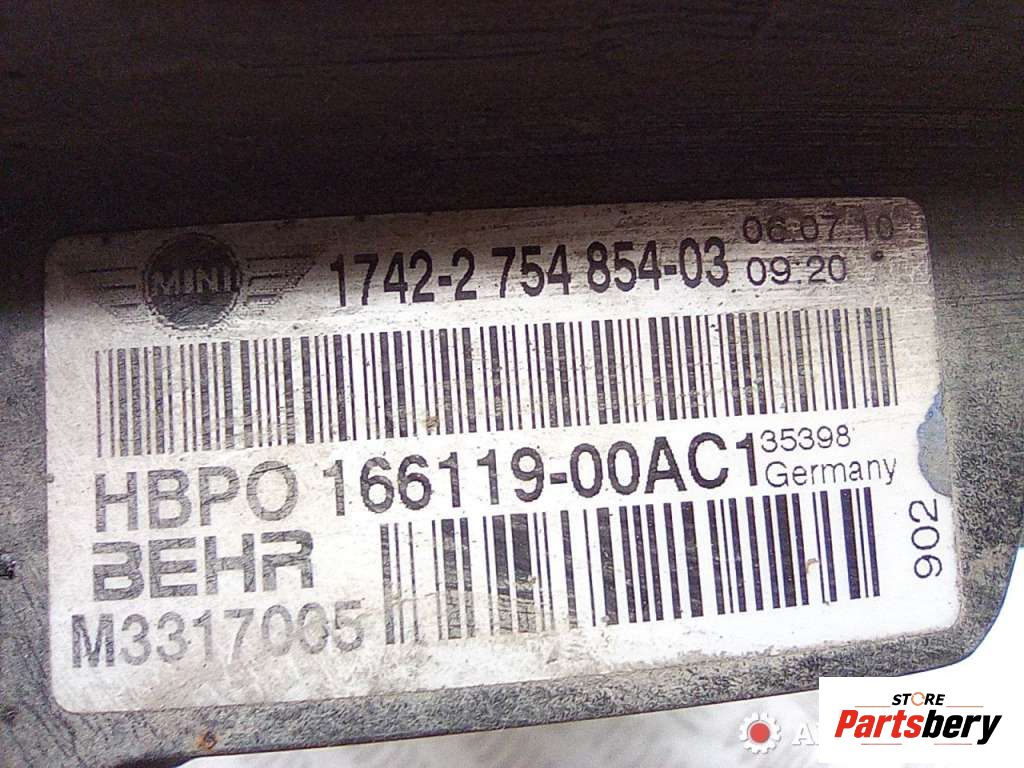 MINI
1742-2 754 854-03
06.07.10
09:20
HBPO 166119-00AC1
35398
Germany
BEHR
M3317005
902
STORE
Partsbery